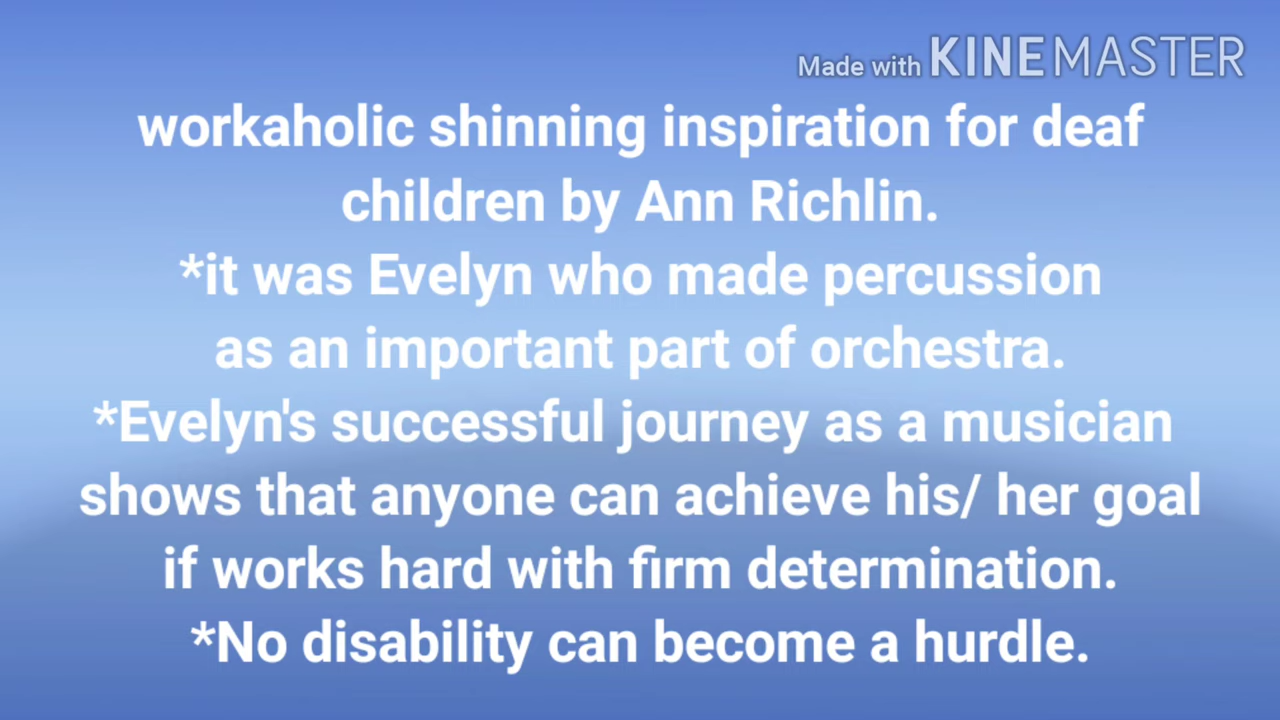 Made with KINEMASTER
workaholic shinning inspiration for deaf
children by Ann Richlin.
*it was Evelyn who made percussion
as an important part of orchestra.
*Evelyn's successful journey as a musician
shows that anyone can achieve his/ her goal
if works hard with firm determination.
*No disability can become a hurdle.